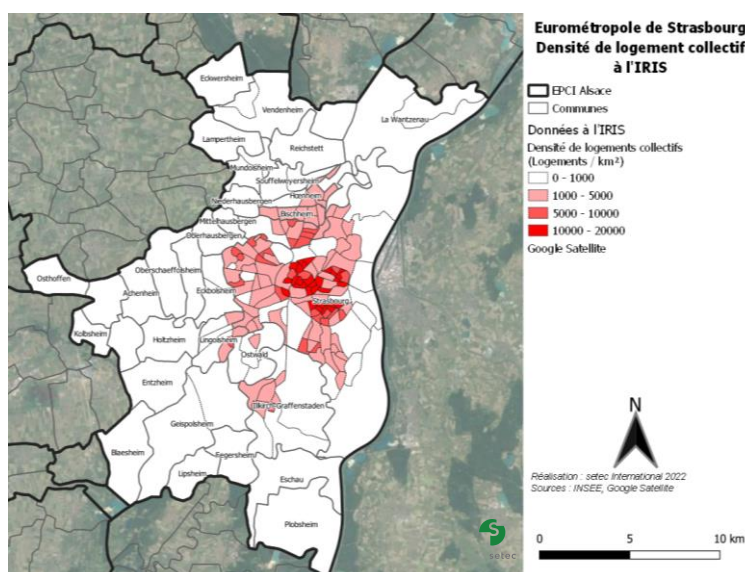 Eurométropole de Strasbourg
Densité de logement collectif
à l'IRIS
EPCI Alsace
Communes
Données à l'IRIS
Densité de logements collectifs
(Logements / km²)
0 - 1000
1000 - 5000
5000 - 10000
10000 - 20000
Google Satellite
Eckwersheim
Vendenheim
La Wantzenau
Lampertheim
Reichstett
Mundolsheim
Souffelweyersheim
Hoenheim
Niederhausbergen
Bischheim
Mittelhausbergen
Oberhausbergen
Osthoffen
Oberschaeffolsheim
Achenheim
Eckbolsheim
Strasbourg
Kolbsheim
Holtzheim
Lingolsheim
Ostwald
Entzheim
Illkirch-Graffenstaden
Geispolsheim
Blaesheim
Fegersheim
Lipsheim
Eschau
Plobsheim
setec
N
Réalisation : setec International 2022
Sources : INSEE, Google Satellite
0 5 10 km